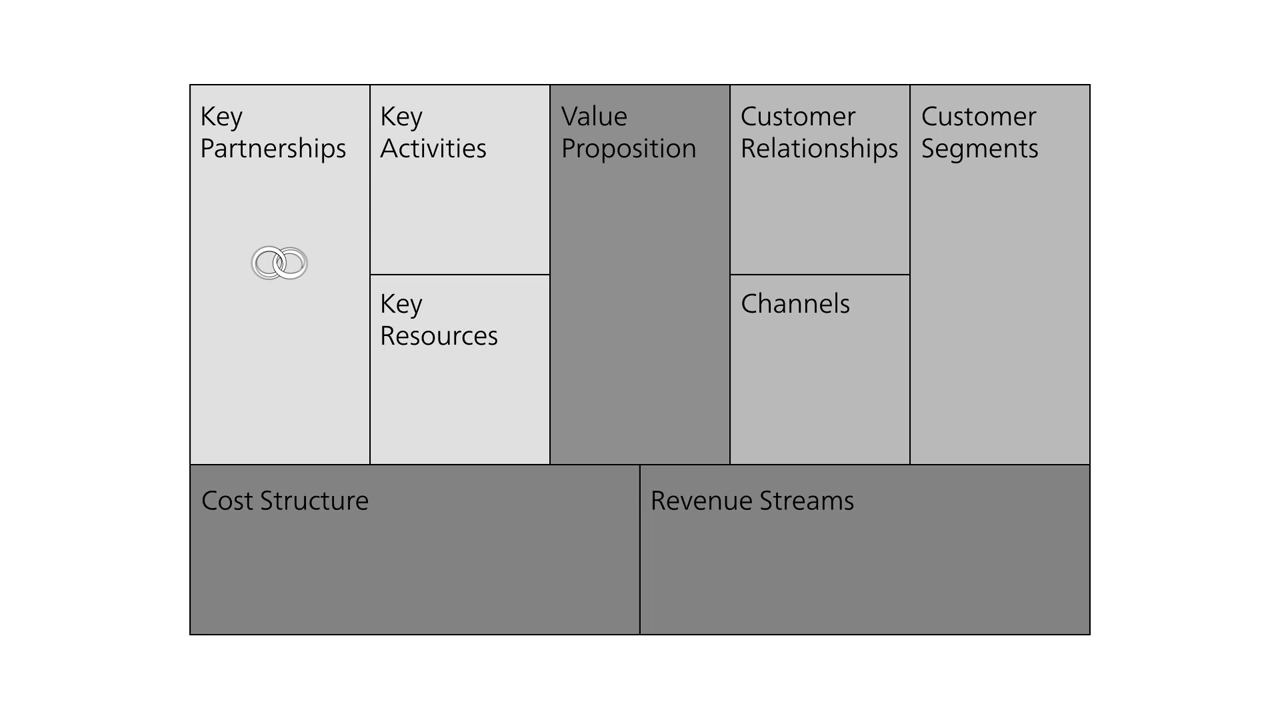 Key
Partnerships
Key
Activities
Key
Resources
Value
Proposition
Customer
Relationships
Channels
Customer
Segments
Cost Structure
Revenue Streams